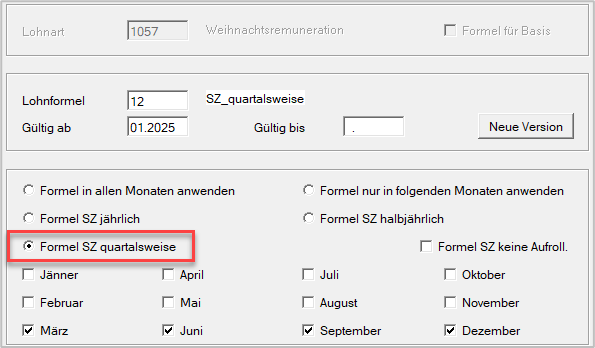 Lohnart 1057 Weihnachtsremuneration Formel für Basis
Lohnformel 12 SZ_quartalsweise
Gültig ab 01.2025 Gültig bis . Neue Version
Formel in allen Monaten anwenden Formel nur in folgenden Monaten anwenden
Formel SZ jährlich Formel SZ halbjährlich
Formel SZ quartalsweise Formel SZ keine Aufroll.
Jänner April Juli Oktober
Februar Mai August November
März Juni September Dezember